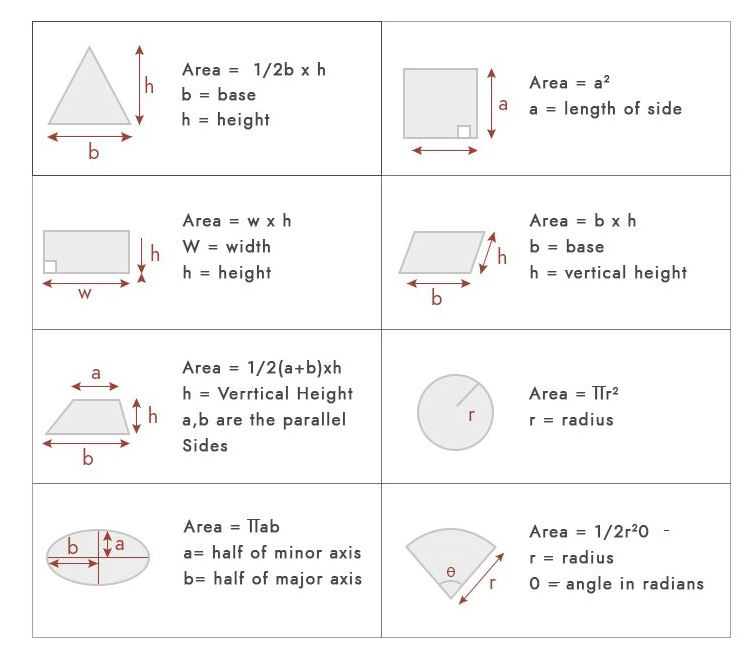 h
b
Area = 1/2b x h
b = base
h = height
a
Area = a²
a = length of side
h
w
Area = w x h
W = width
h = height
h
b
Area = b x h
b = base
h = vertical height
a
h
b
Area = 1/2(a+b)xh
h = Verrtical Height
a,b are the parallel
Sides
r
Area = πr²
r = radius
b
a
Area = πab
a= half of minor axis
b= half of major axis
θ
r
Area = 1/2r²0 -
r = radius
0 = angle in radians